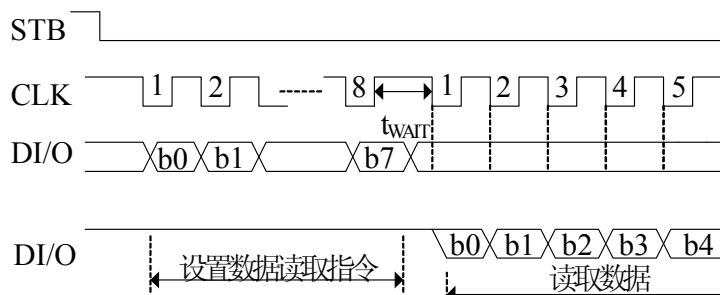 STB
CLK 1 2 8 1 2 3 4 5
tWAIT
DI/O b0 b1 b7
DI/O b0 b1 b2 b3 b4
设置数据读取指令 读取数据